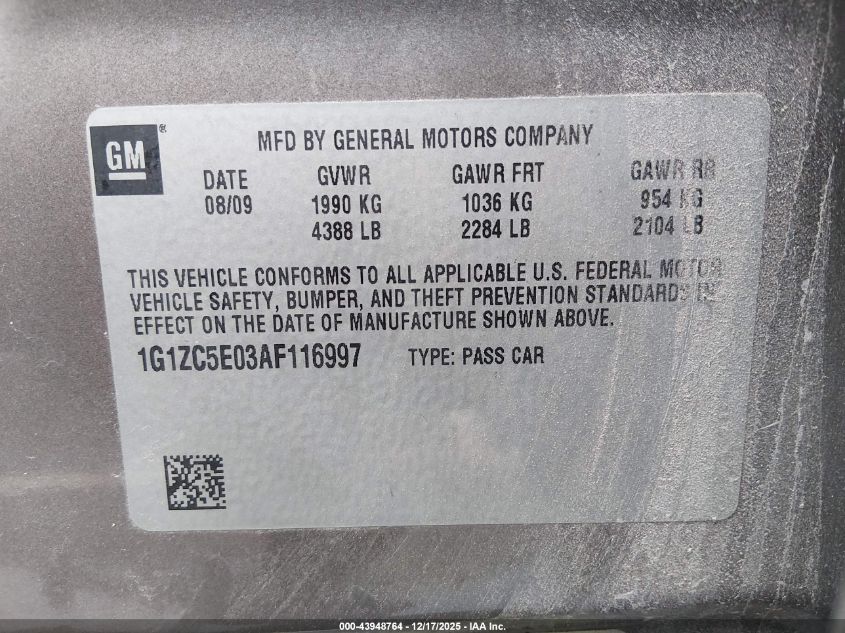 GM®
MFD BY GENERAL MOTORS COMPANY
DATE GVWR GAWR FRT GAWR RR
08/09 1990 KG 1036 KG 954 KG
4388 LB 2284 LB 2104 LB
THIS VEHICLE CONFORMS TO ALL APPLICABLE U.S. FEDERAL MOTOR
VEHICLE SAFETY, BUMPER, AND THEFT PREVENTION STANDARDS IN
EFFECT ON THE DATE OF MANUFACTURE SHOWN ABOVE.
1G1ZC5E03AF116997 TYPE: PASS CAR
000-43948764 - 12/17/2025 - IAA Inc.